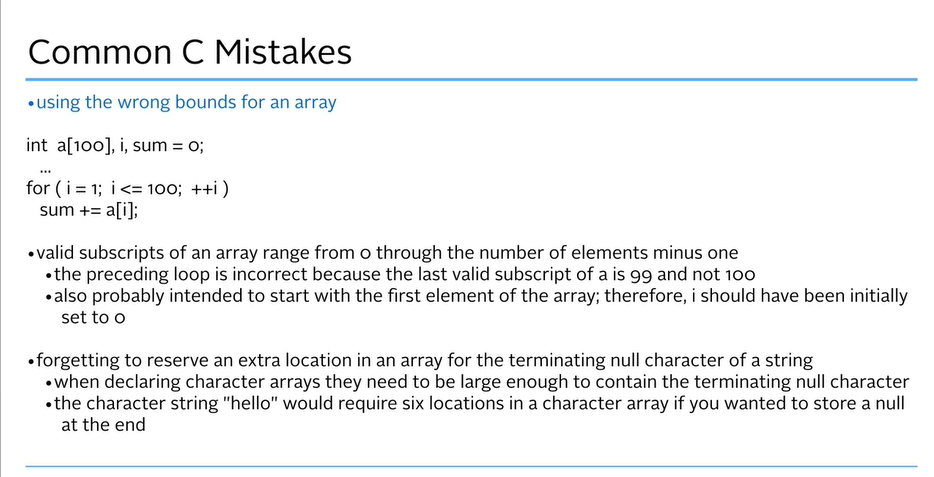 Common C Mistakes
•using the wrong bounds for an array
int a[100], i, sum = 0;
...
for ( i = 1; i <= 100; ++i )
sum += a[i];
•valid subscripts of an array range from 0 through the number of elements minus one
•the preceding loop is incorrect because the last valid subscript of a is 99 and not 100
•also probably intended to start with the first element of the array; therefore, i should have been initially
set to 0
•forgetting to reserve an extra location in an array for the terminating null character of a string
•when declaring character arrays they need to be large enough to contain the terminating null character
•the character string "hello" would require six locations in a character array if you wanted to store a null
at the end